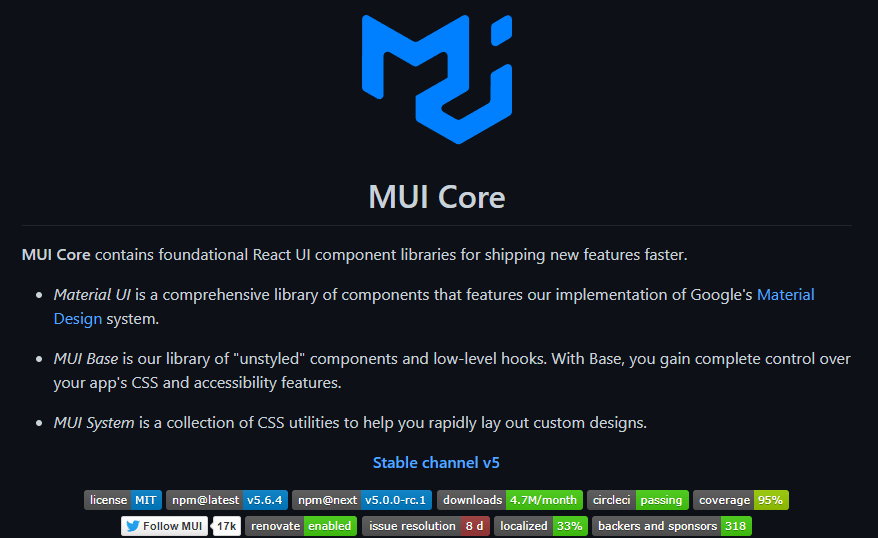 MUI Core
MUI Core contains foundational React UI component libraries for shipping new features faster.
• Material UI is a comprehensive library of components that features our implementation of Google's Material
Design system.
• MUI Base is our library of "unstyled" components and low-level hooks. With Base, you gain complete control over
your app's CSS and accessibility features.
• MUI System is a collection of CSS utilities to help you rapidly lay out custom designs.
Stable channel v5
license MIT npm@latest v5.6.4 npm@next v5.0.0-rc.1 downloads 4.7M/month circleci passing coverage 95%
Follow MUI 17k renovate enabled issue resolution 8 d localized 33% backers and sponsors 318